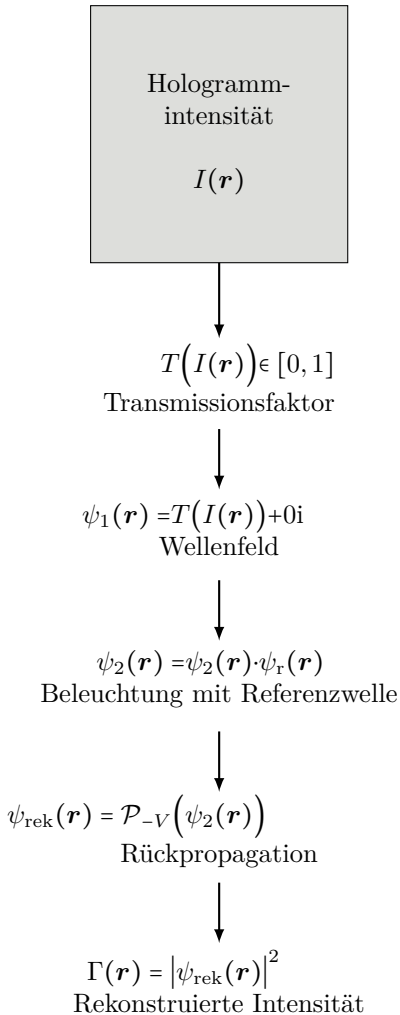 Hologramm-
intensität
I(r)
T(I(r))∈ [0, 1]
Transmissionsfaktor
ψ₁(r) =T(I(r))+0i
Wellenfeld
ψ₂(r) =ψ₂(r)·ψᵣ(r)
Beleuchtung mit Referenzwelle
ψ_rek(r) = 𝒫_−V(ψ₂(r))
Rückpropagation
Γ(r) = |ψ_rek(r)|²
Rekonstruierte Intensität